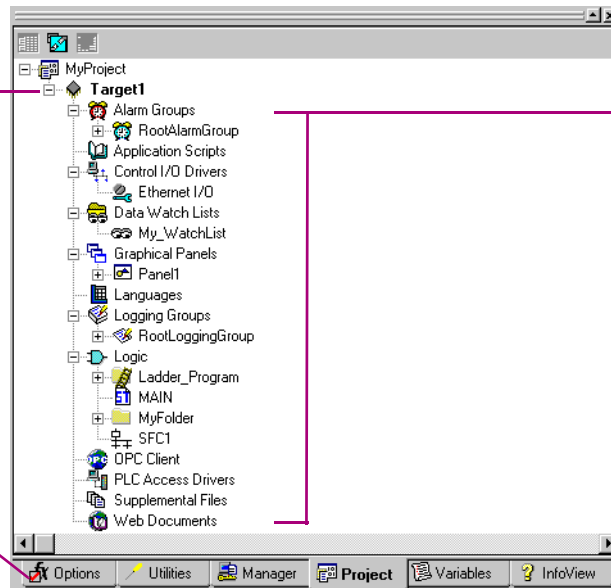 MyProject
Target1
Alarm Groups
RootAlarmGroup
Application Scripts
Control I/O Drivers
Ethernet I/O
Data Watch Lists
My_WatchList
Graphical Panels
Panel1
Languages
Logging Groups
RootLoggingGroup
Logic
Ladder_Program
MAIN
MyFolder
SFC1
OPC Client
PLC Access Drivers
Supplemental Files
Web Documents
Options Utilities Manager Project Variables InfoView